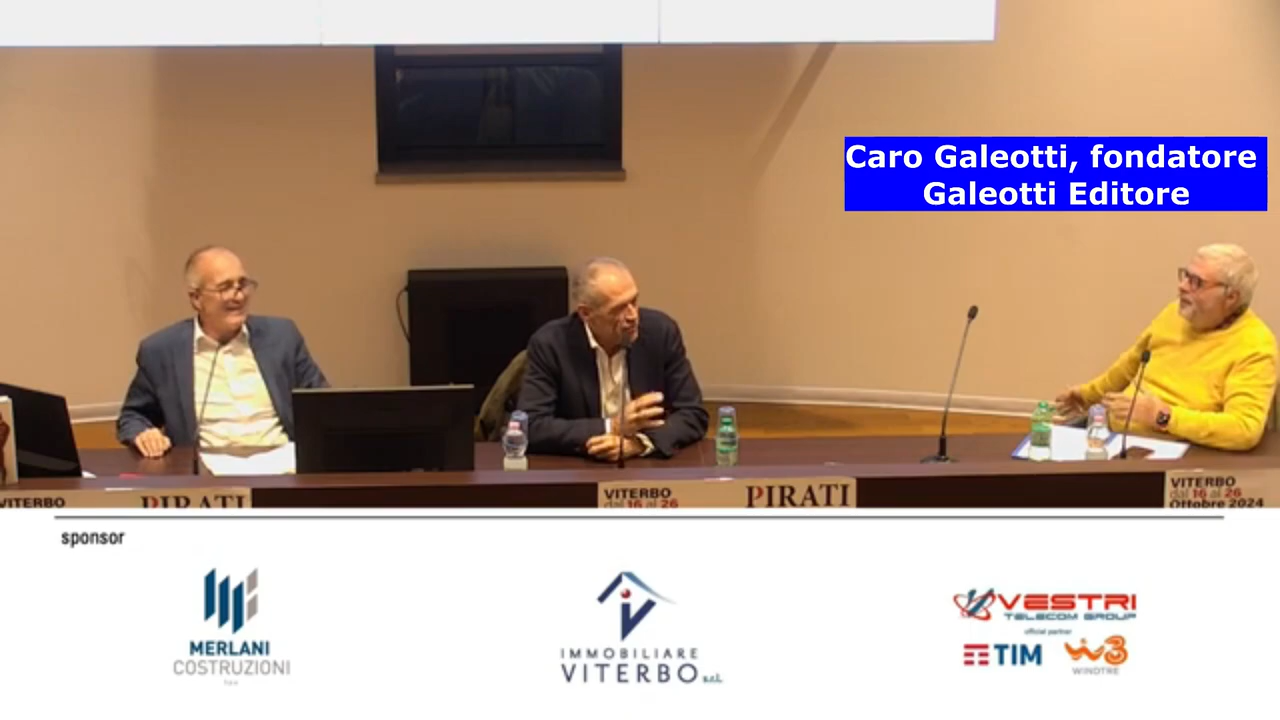 Caro Galeotti, fondatore
Galeotti Editore
VITERBO
PIRATI
VITERBO
dal 16 al 26
PIRATI
VITERBO
dal 16 al 26
Ottobre 2024
sponsor
MERLANI
COSTRUZIONI
IMMOBILIARE
VITERBO s.r.l.
VESTRI
TELECOM GROUP
official partner
TIM
W3
WINDTRE